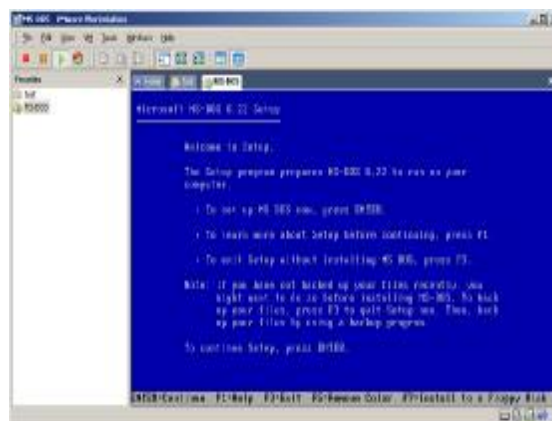 MS-DOS - VMware Workstation
File Edit View VM Team Windows Help
Favorites
MS-DOS
Home
MS-DOS
Microsoft MS-DOS 6.22 Setup
Welcome to Setup.
The Setup program prepares MS-DOS 6.22 to run on your
computer.
• To set up MS-DOS now, press ENTER.
• To learn more about Setup before continuing, press F1.
• To exit Setup without installing MS-DOS, press F3.
Note: If you have not backed up your files recently, you
might want to do so before installing MS-DOS. To back
up your files, press F3 to quit Setup now. Then, back
up your files by using a backup program.
To continue Setup, press ENTER.
ENTER=Continue F1=Help F3=Exit F5=Remove Color F7=Install to a Floppy Disk